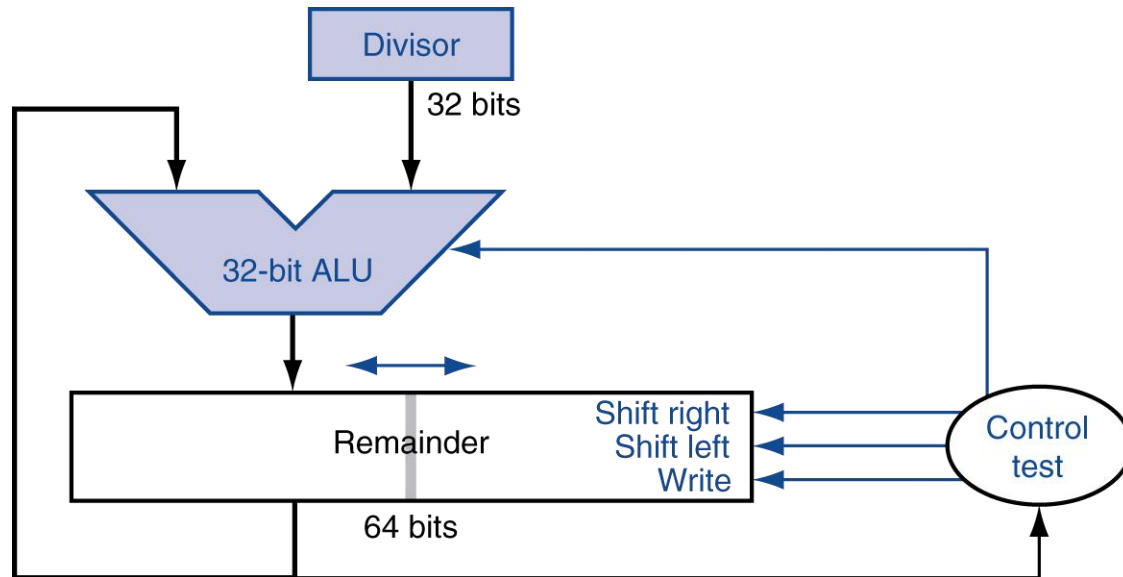 Divisor
32 bits
32-bit ALU
Remainder
Shift right
Shift left
Write
Control
test
64 bits